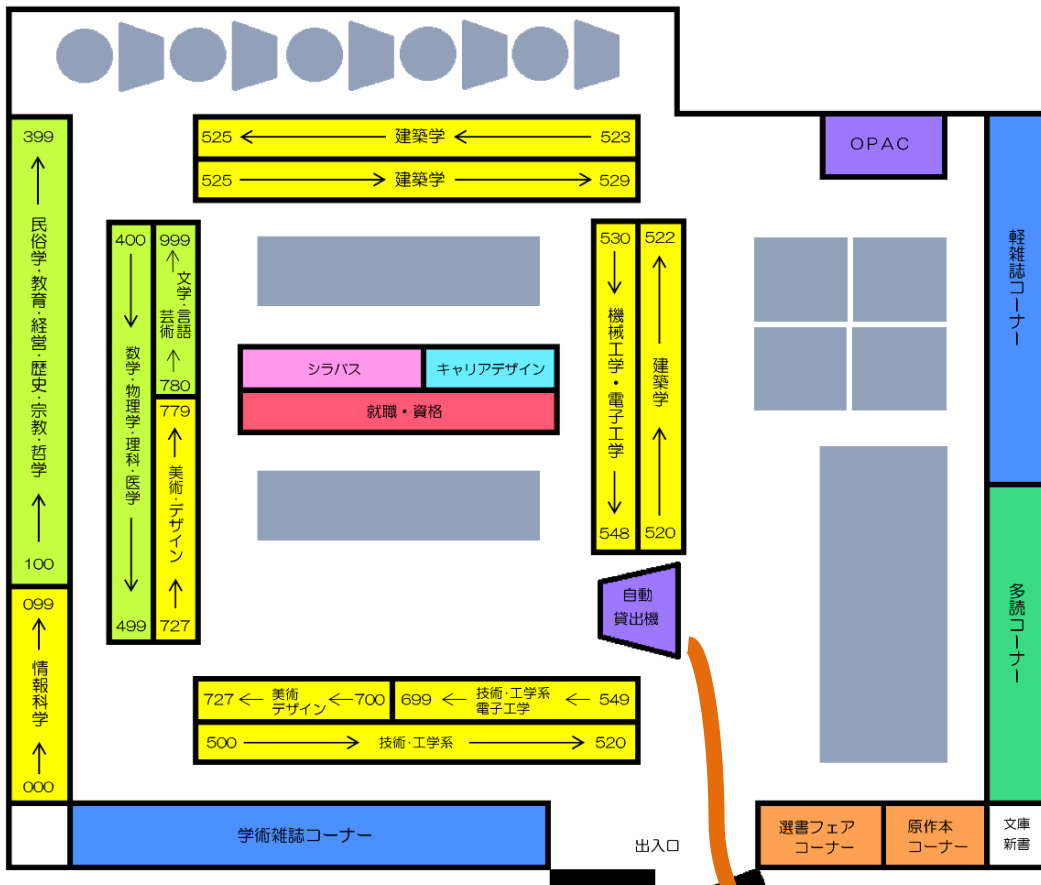 525 ← 建築学 ← 523
525 → 建築学 → 529
OPAC
399
↑
民俗学・教育・経営・歴史・宗教・哲学
↑
100
099
↑
情報科学
↑
000
400
↓
数学・物理学・理科・医学
↓
499
999
↑
文学・言語
芸術
↑
780
779
↑
美術・デザイン
↑
727
シラバス
キャリアデザイン
就職・資格
530
↓
機械工学・電子工学
↓
548
522
↑
建築学
↑
520
軽雑誌コーナー
多読コーナー
自動
貸出機
727 ← 美術
デザイン ← 700
699 ← 技術・工学系
電子工学 ← 549
500 → 技術・工学系 → 520
学術雑誌コーナー
出入口
選書フェア
コーナー
原作本
コーナー
文庫
新書